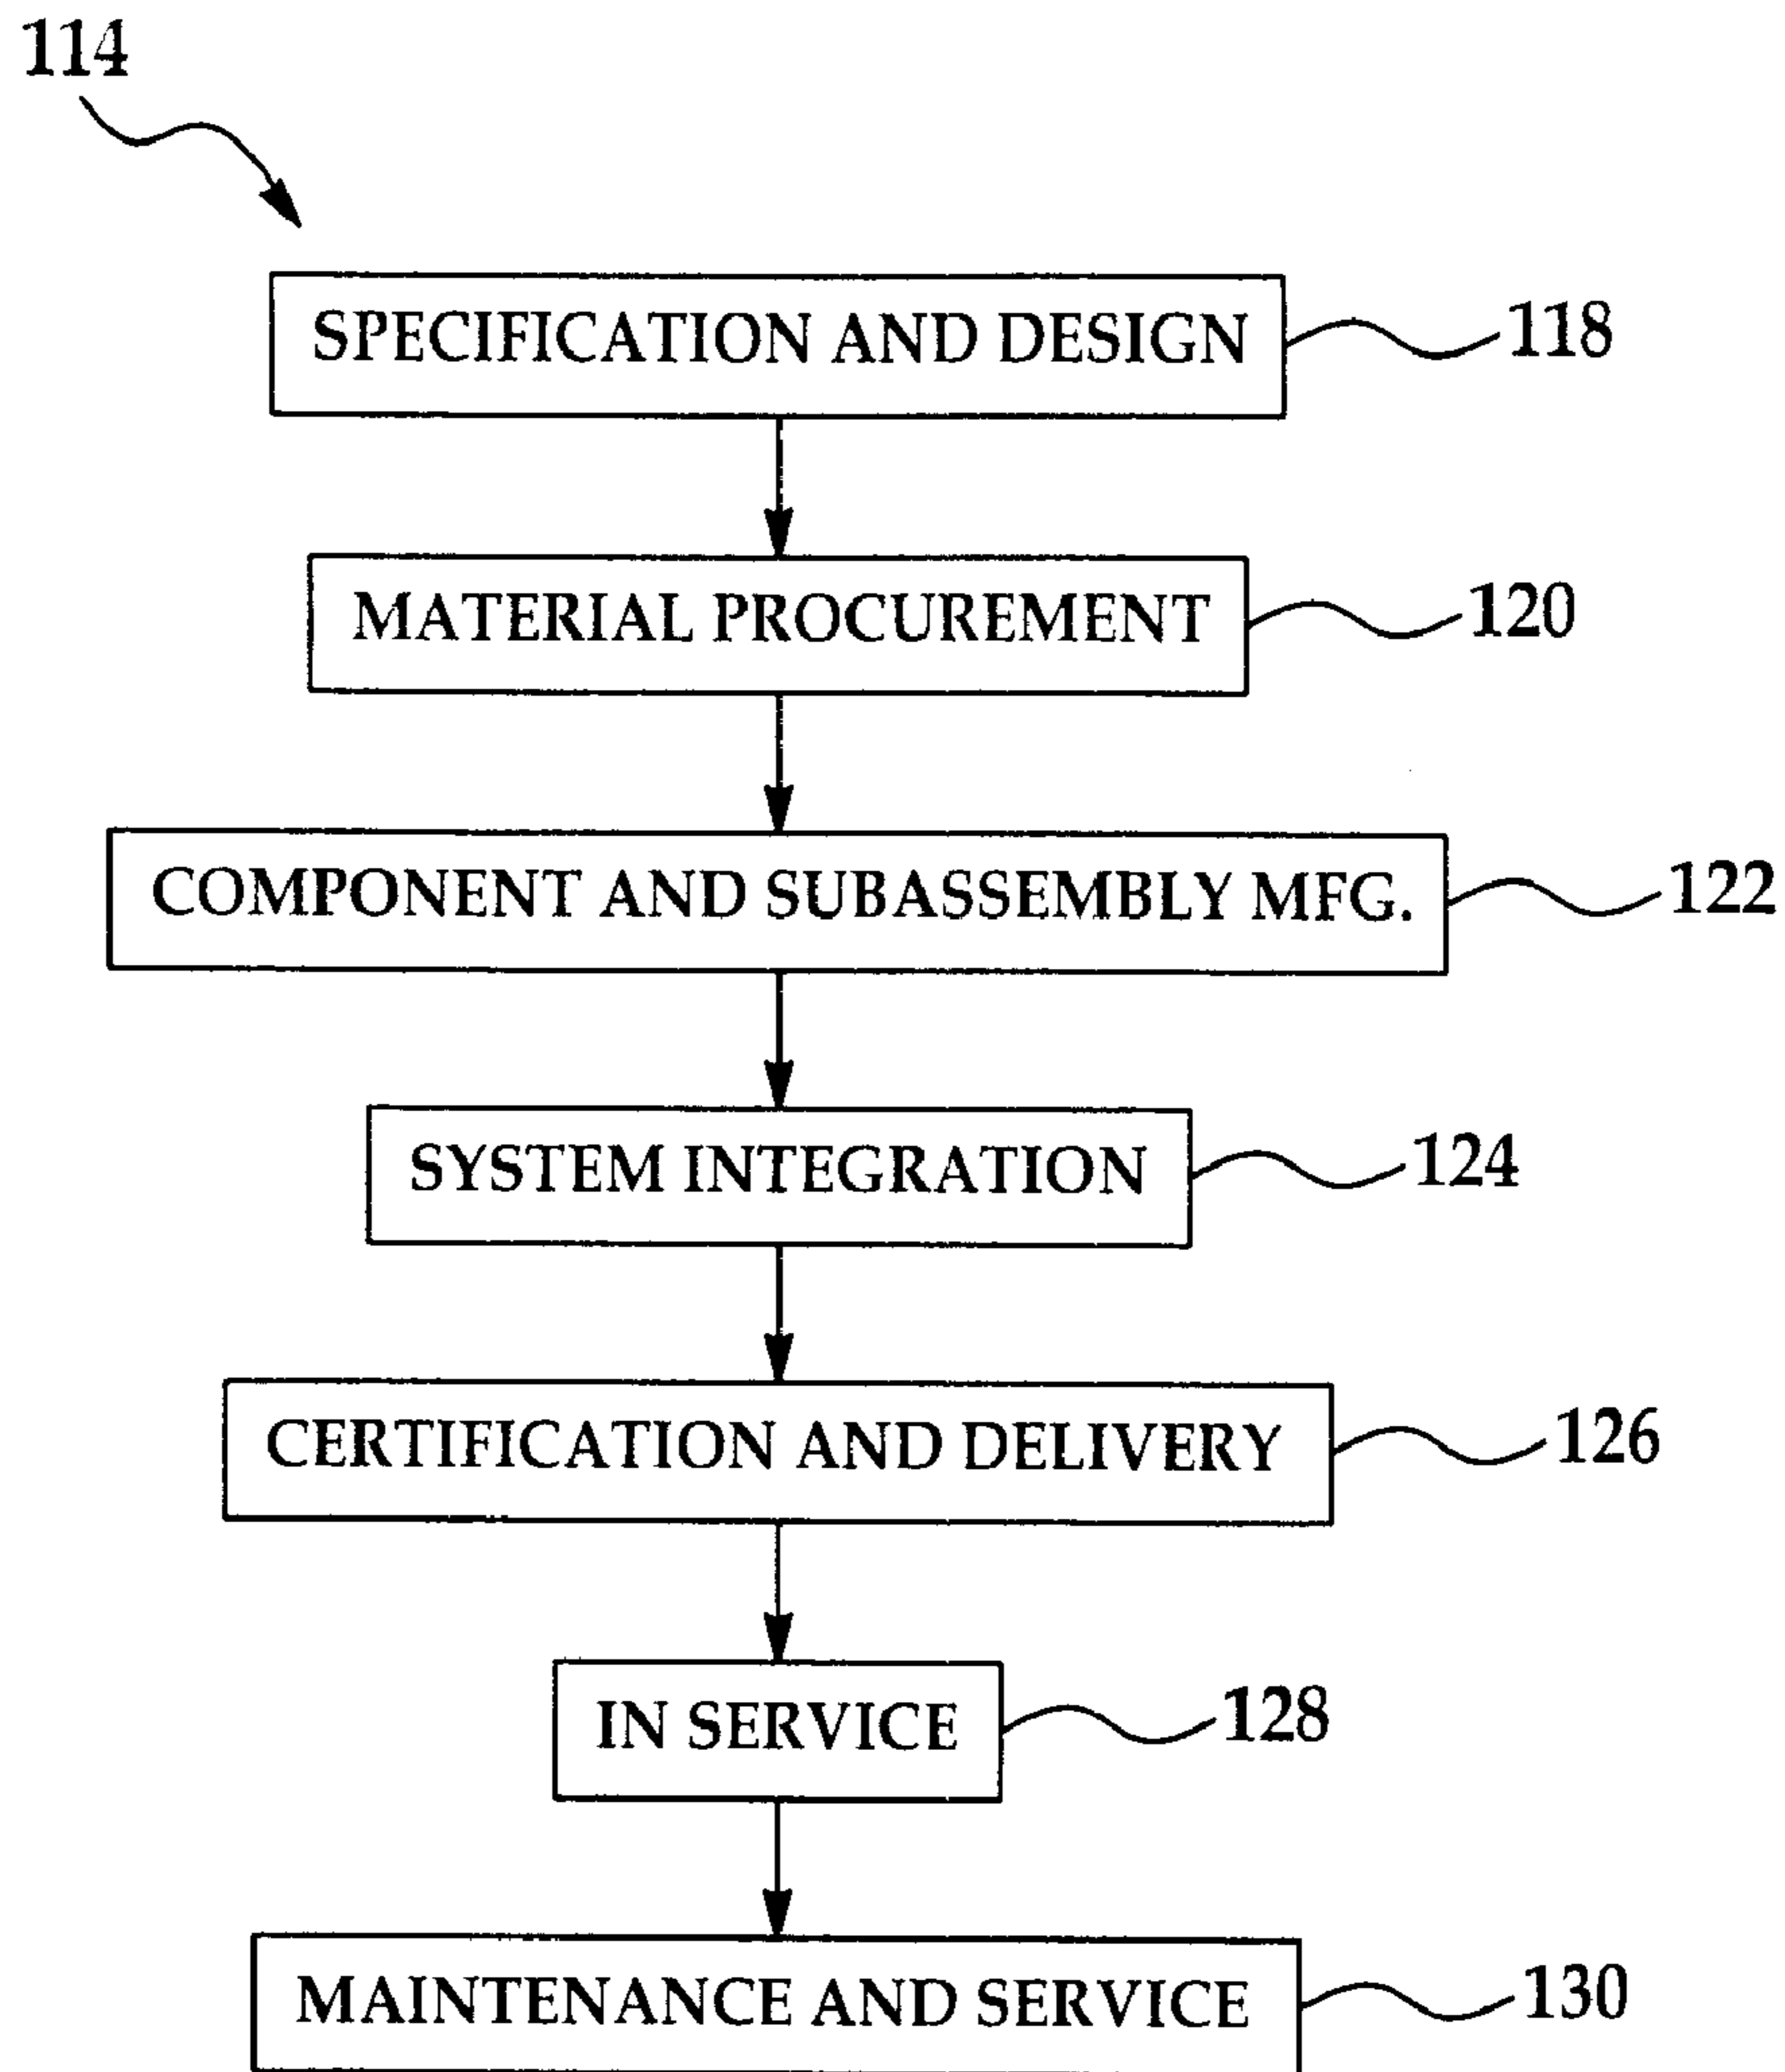 114
SPECIFICATION AND DESIGN 118
MATERIAL PROCUREMENT 120
COMPONENT AND SUBASSEMBLY MFG. 122
SYSTEM INTEGRATION 124
CERTIFICATION AND DELIVERY 126
IN SERVICE 128
MAINTENANCE AND SERVICE 130